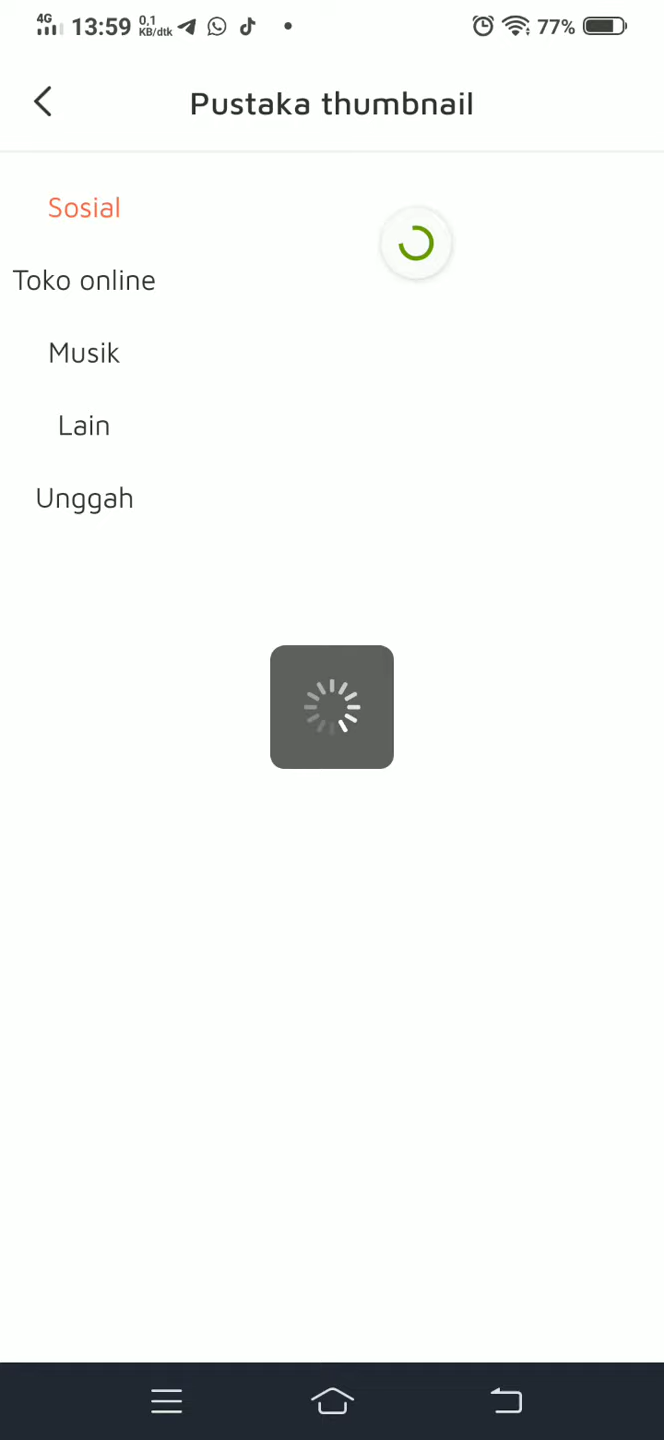 4G 13:59 0,1 KB/dtk 77%
Pustaka thumbnail
Sosial
Toko online
Musik
Lain
Unggah